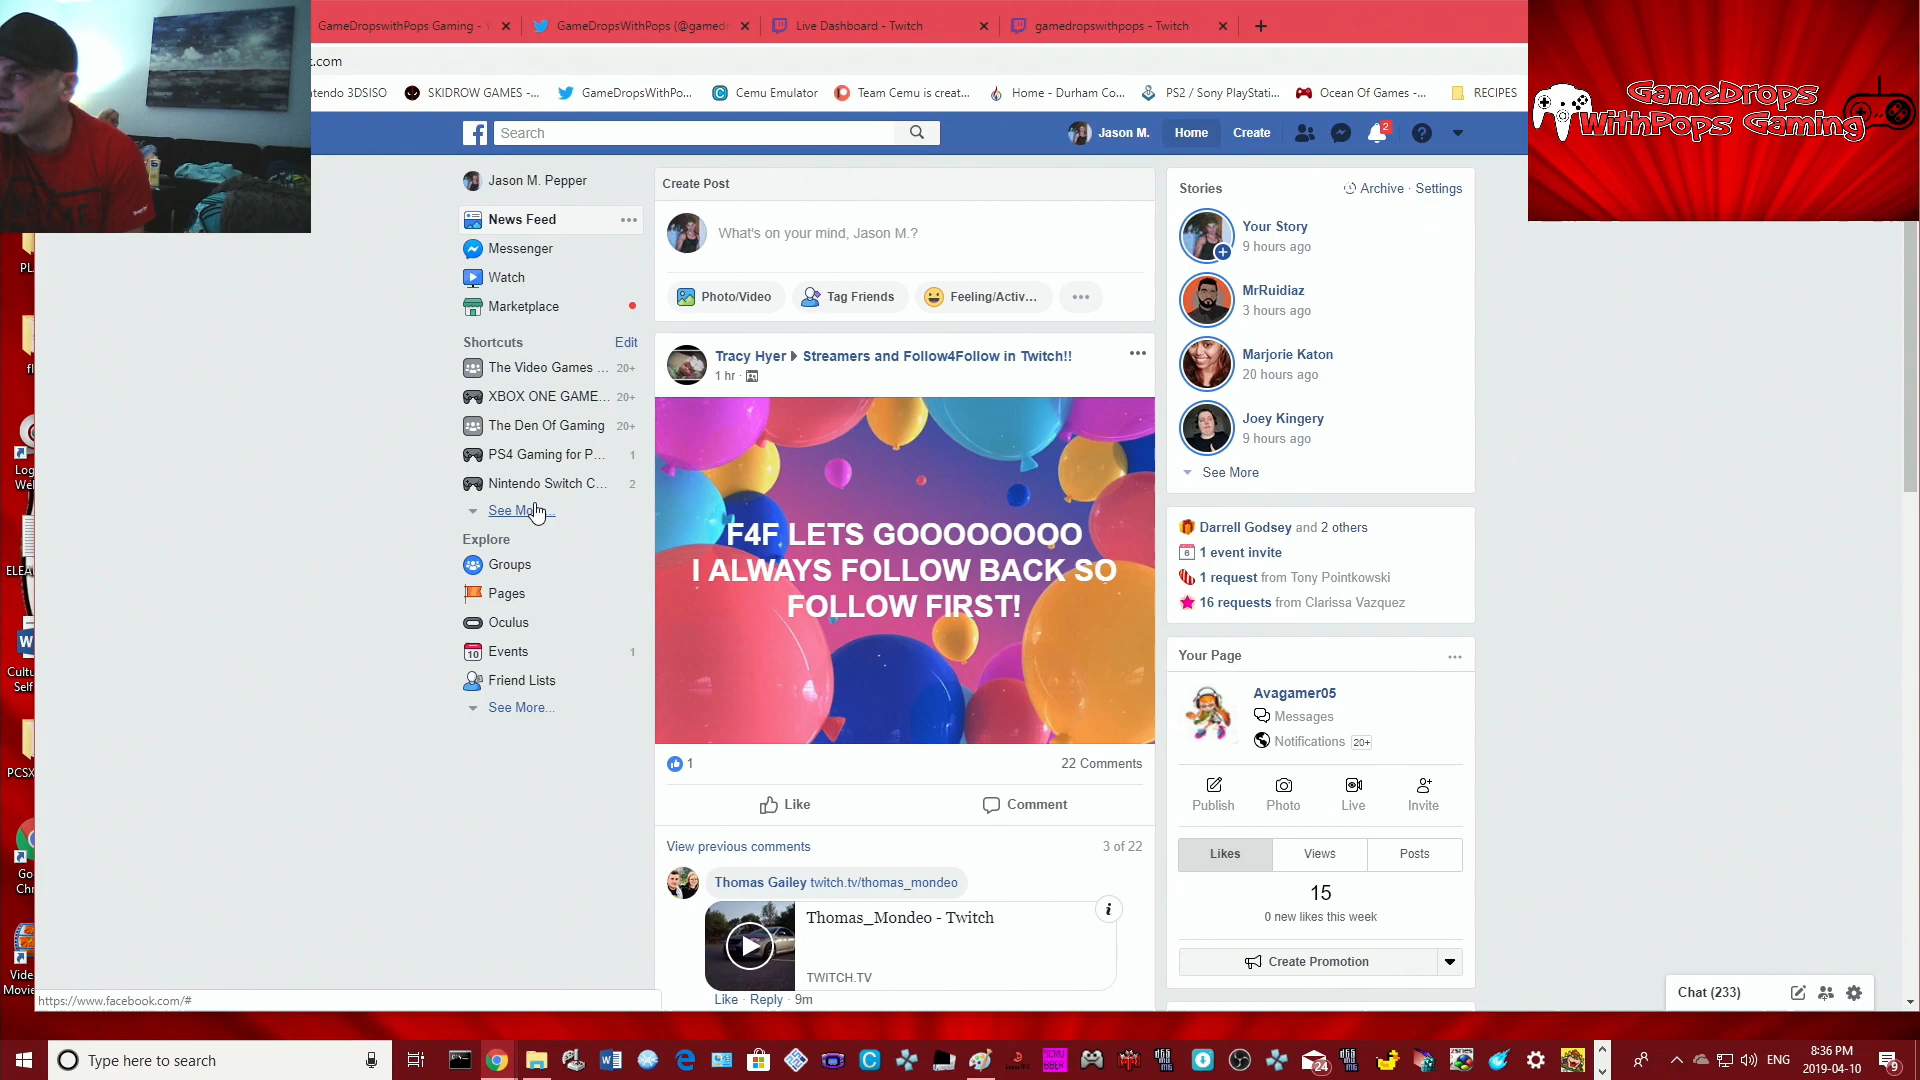 GameDropswithPops Gaming - Y
GameDropsWithPops (@gamedr
Live Dashboard - Twitch
gamedropswithpops - Twitch
t.com
ntendo 3DSISO
SKIDROW GAMES -...
GameDropsWithPo...
Cemu Emulator
Team Cemu is creat...
Home - Durham Co...
PS2 / Sony PlayStati...
Ocean Of Games -...
RECIPES
GameDrops
WithPops Gaming
Search
Jason M.
Home
Create
2
Jason M. Pepper
News Feed
Messenger
Watch
Marketplace
Shortcuts Edit
The Video Games ... 20+
XBOX ONE GAME... 20+
The Den Of Gaming 20+
PS4 Gaming for P... 1
Nintendo Switch C... 2
Explore
Groups
Pages
Oculus
Events 1
Friend Lists
See More...
Create Post
What's on your mind, Jason M.?
Photo/Video
Tag Friends
Feeling/Activ...
Tracy Hyer Streamers and Follow4Follow in Twitch!!
1 hr ·
F4F LETS GOOOOOOOO
I ALWAYS FOLLOW BACK SO
FOLLOW FIRST!
1
22 Comments
Like
Comment
View previous comments
3 of 22
Thomas Gailey twitch.tv/thomas_mondeo
Thomas_Mondeo - Twitch
TWITCH.TV
Like · Reply · 9m
Stories
Archive · Settings
Your Story
9 hours ago
MrRuidiaz
3 hours ago
Marjorie Katon
20 hours ago
Joey Kingery
9 hours ago
See More
Darrell Godsey and 2 others
1 event invite
1 request from Tony Pointkowski
16 requests from Clarissa Vazquez
Your Page
Avagamer05
Messages
Notifications 20+
Publish
Photo
Live
Invite
Likes
Views
Posts
15
0 new likes this week
Create Promotion
Chat (233)
https://www.facebook.com/#
Type here to search
24
ENG
8:36 PM
2019-04-10
9